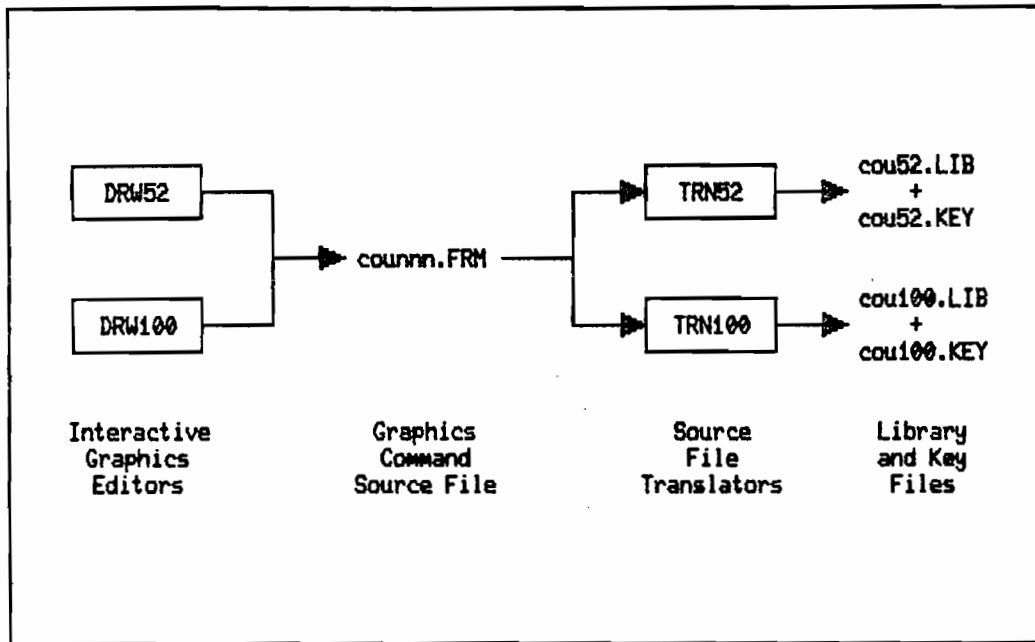 DRW52
DRW100
counnn.FRM
TRN52
TRN100
cou52.LIB
+
cou52.KEY
cou100.LIB
+
cou100.KEY
Interactive
Graphics
Editors
Graphics
Command
Source File
Source
File
Translators
Library
and Key
Files